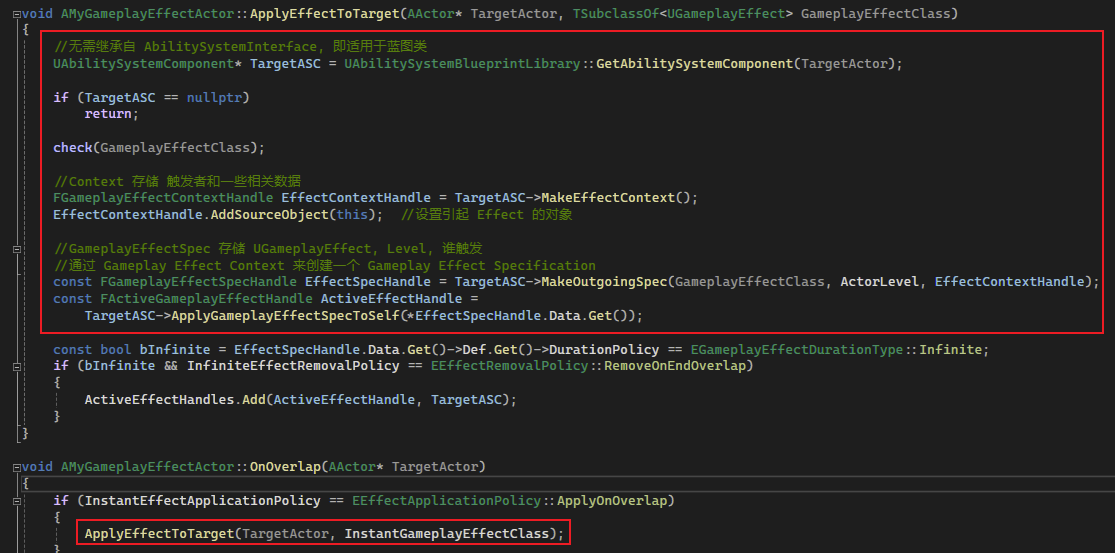 void AMyGameplayEffectActor::ApplyEffectToTarget(AActor* TargetActor, TSubclassOf<UGameplayEffect> GameplayEffectClass)
{
    //无需继承自 AbilitySystemInterface, 即适用于蓝图类
    UAbilitySystemComponent* TargetASC = UAbilitySystemBlueprintLibrary::GetAbilitySystemComponent(TargetActor);

    if (TargetASC == nullptr)
        return;

    check(GameplayEffectClass);

    //Context 存储 触发者和一些相关数据
    FGameplayEffectContextHandle EffectContextHandle = TargetASC->MakeEffectContext();
    EffectContextHandle.AddSourceObject(this);  //设置引起 Effect 的对象

    //GameplayEffectSpec 存储 UGameplayEffect, Level, 谁触发
    //通过 Gameplay Effect Context 来创建一个 Gameplay Effect Specification
    const FGameplayEffectSpecHandle EffectSpecHandle = TargetASC->MakeOutgoingSpec(GameplayEffectClass, ActorLevel, EffectContextHandle);
    const FActiveGameplayEffectHandle ActiveEffectHandle =
        TargetASC->ApplyGameplayEffectSpecToSelf(*EffectSpecHandle.Data.Get());

    const bool bInfinite = EffectSpecHandle.Data.Get()->Def.Get()->DurationPolicy == EGameplayEffectDurationType::Infinite;
    if (bInfinite && InfiniteEffectRemovalPolicy == EEffectRemovalPolicy::RemoveOnEndOverlap)
    {
        ActiveEffectHandles.Add(ActiveEffectHandle, TargetASC);
    }
}

void AMyGameplayEffectActor::OnOverlap(AActor* TargetActor)
{
    if (InstantEffectApplicationPolicy == EEffectApplicationPolicy::ApplyOnOverlap)
    {
        ApplyEffectToTarget(TargetActor, InstantGameplayEffectClass);
    }